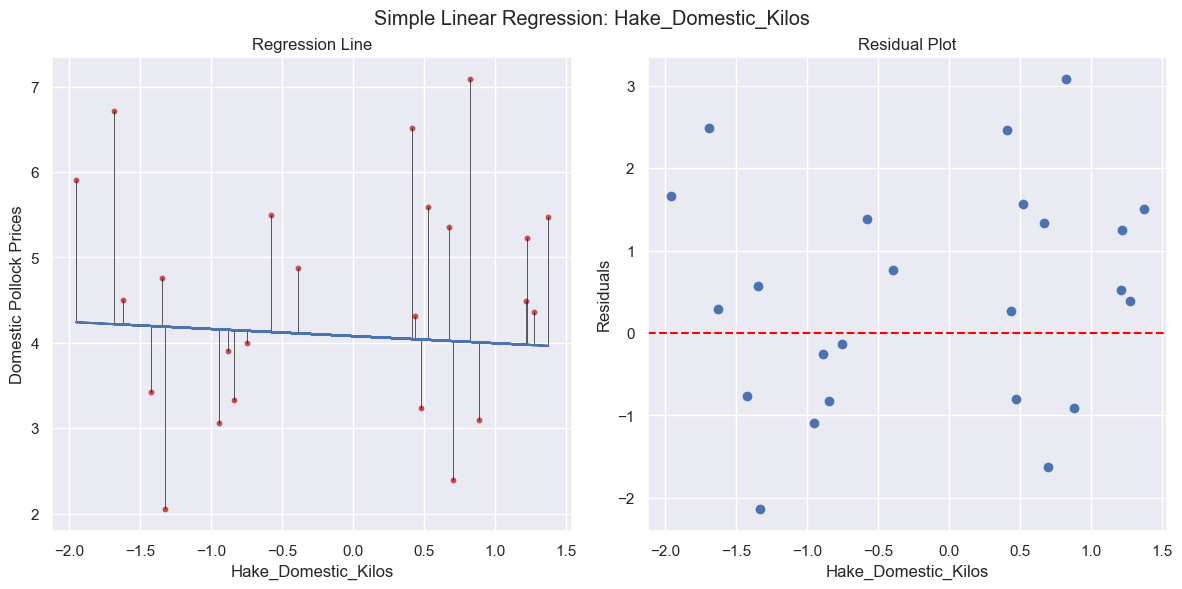 Simple Linear Regression: Hake_Domestic_Kilos
Regression Line
7
6
5
4
3
2
Domestic Pollock Prices
−2.0 −1.5 −1.0 −0.5 0.0 0.5 1.0 1.5
Hake_Domestic_Kilos
Residual Plot
3
2
1
0
−1
−2
Residuals
−2.0 −1.5 −1.0 −0.5 0.0 0.5 1.0 1.5
Hake_Domestic_Kilos